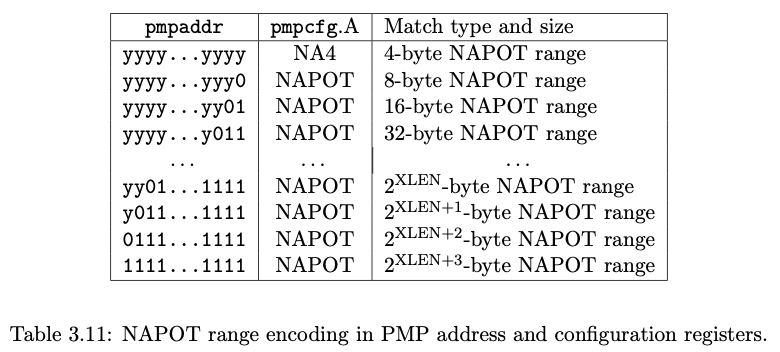 pmpaddr pmpcfg.A Match type and size
yyyy...yyyy NA4 4-byte NAPOT range
yyyy...yyy0 NAPOT 8-byte NAPOT range
yyyy...yy01 NAPOT 16-byte NAPOT range
yyyy...y011 NAPOT 32-byte NAPOT range
... ... ...
yy01...1111 NAPOT 2^XLEN-byte NAPOT range
y011...1111 NAPOT 2^XLEN+1-byte NAPOT range
0111...1111 NAPOT 2^XLEN+2-byte NAPOT range
1111...1111 NAPOT 2^XLEN+3-byte NAPOT range
Table 3.11: NAPOT range encoding in PMP address and configuration registers.